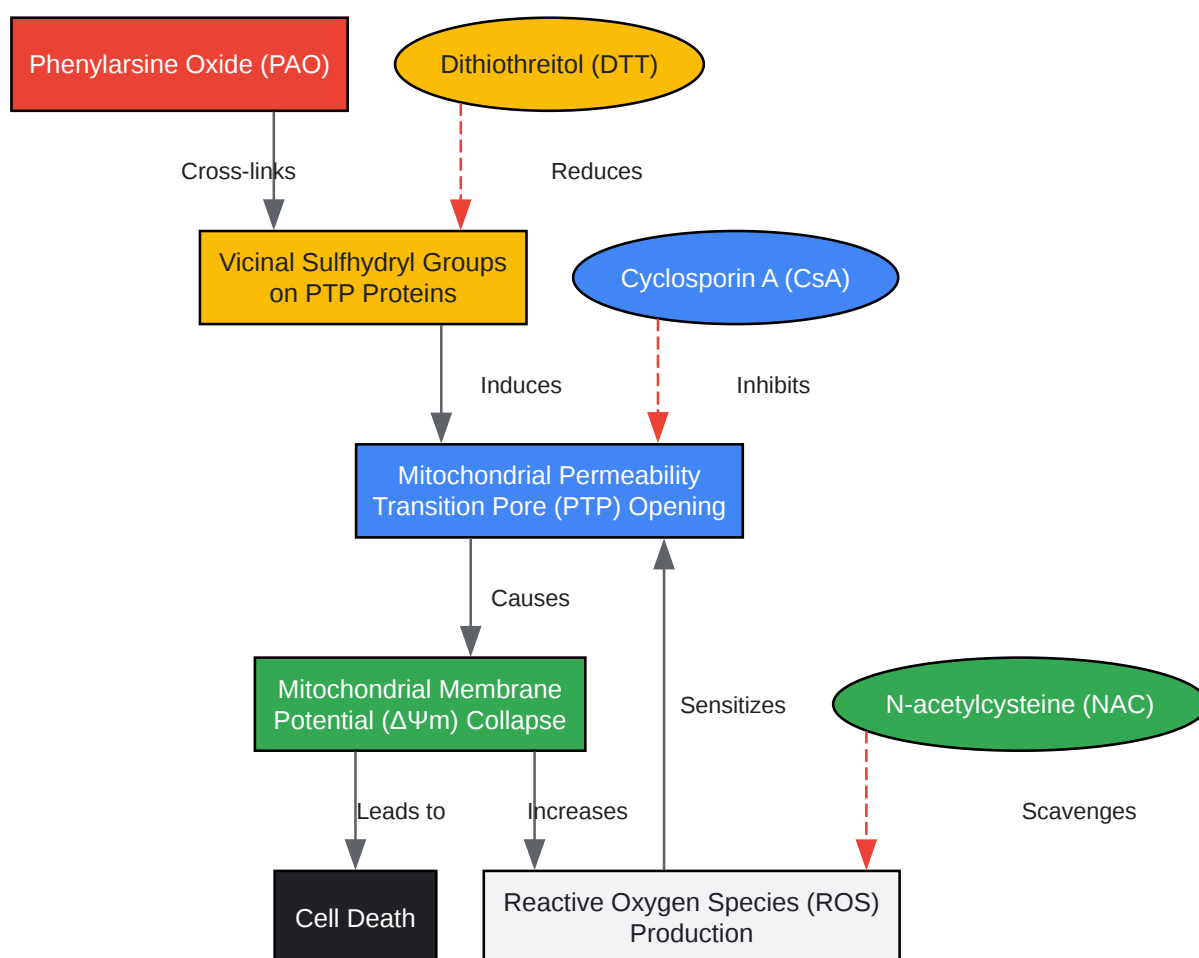 Phenylarsine Oxide (PAO)
Dithiothreitol (DTT)
Cross-links
Reduces
Vicinal Sulfhydryl Groups
on PTP Proteins
Cyclosporin A (CsA)
Induces
Inhibits
Mitochondrial Permeability
Transition Pore (PTP) Opening
Causes
Mitochondrial Membrane
Potential (ΔΨm) Collapse
Sensitizes
N-acetylcysteine (NAC)
Leads to
Increases
Scavenges
Cell Death
Reactive Oxygen Species (ROS)
Production